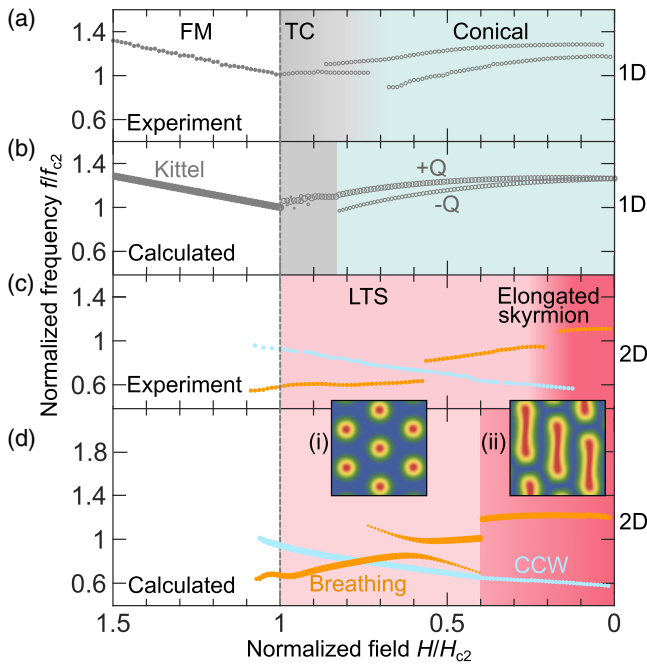 (a)
FM
TC
Conical
1.4
1
0.6
Experiment
1D
(b)
Kittel
+Q
-Q
1.4
1
0.6
Calculated
1D
Normalized frequency f/fc2
(c)
LTS
Elongated
skyrmion
1.4
1
0.6
Experiment
2D
(d)
(i)
(ii)
1.8
1.4
1
0.6
Breathing
CCW
Calculated
2D
1.5
1
0.5
0
Normalized field H/Hc2